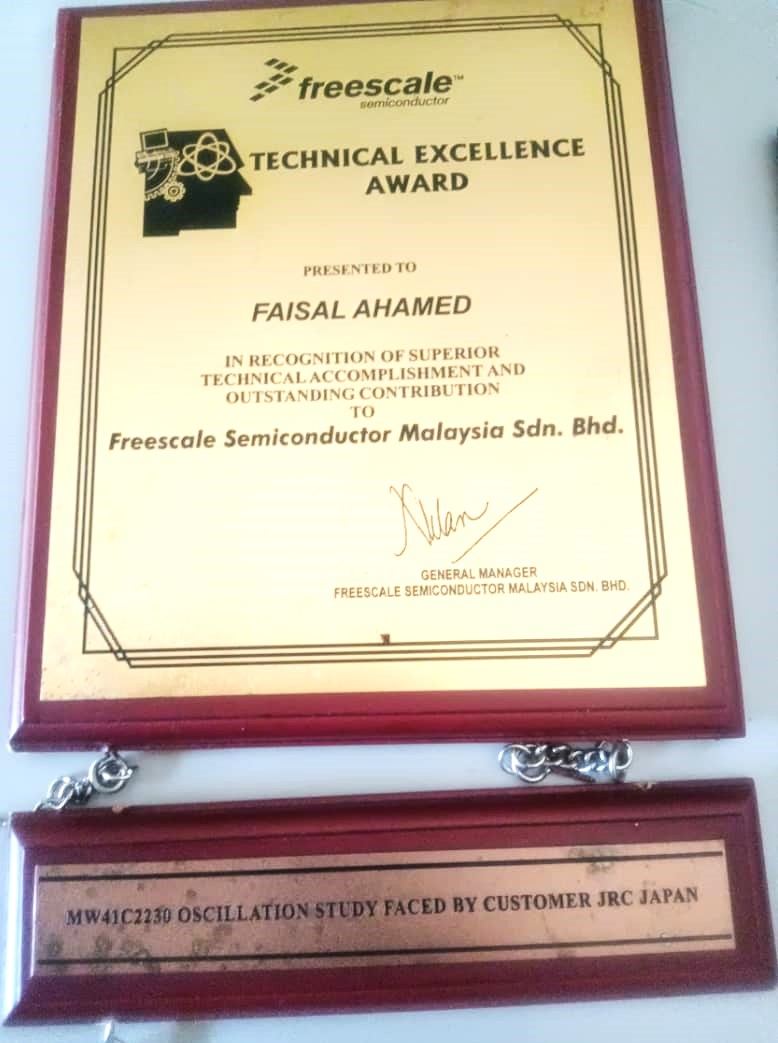 freescale™
semiconductor
TECHNICAL EXCELLENCE
AWARD
PRESENTED TO
FAISAL AHAMED
IN RECOGNITION OF SUPERIOR
TECHNICAL ACCOMPLISHMENT AND
OUTSTANDING CONTRIBUTION
TO
Freescale Semiconductor Malaysia Sdn. Bhd.
GENERAL MANAGER
FREESCALE SEMICONDUCTOR MALAYSIA SDN. BHD.
MW41C2230 OSCILLATION STUDY FACED BY CUSTOMER JRC JAPAN